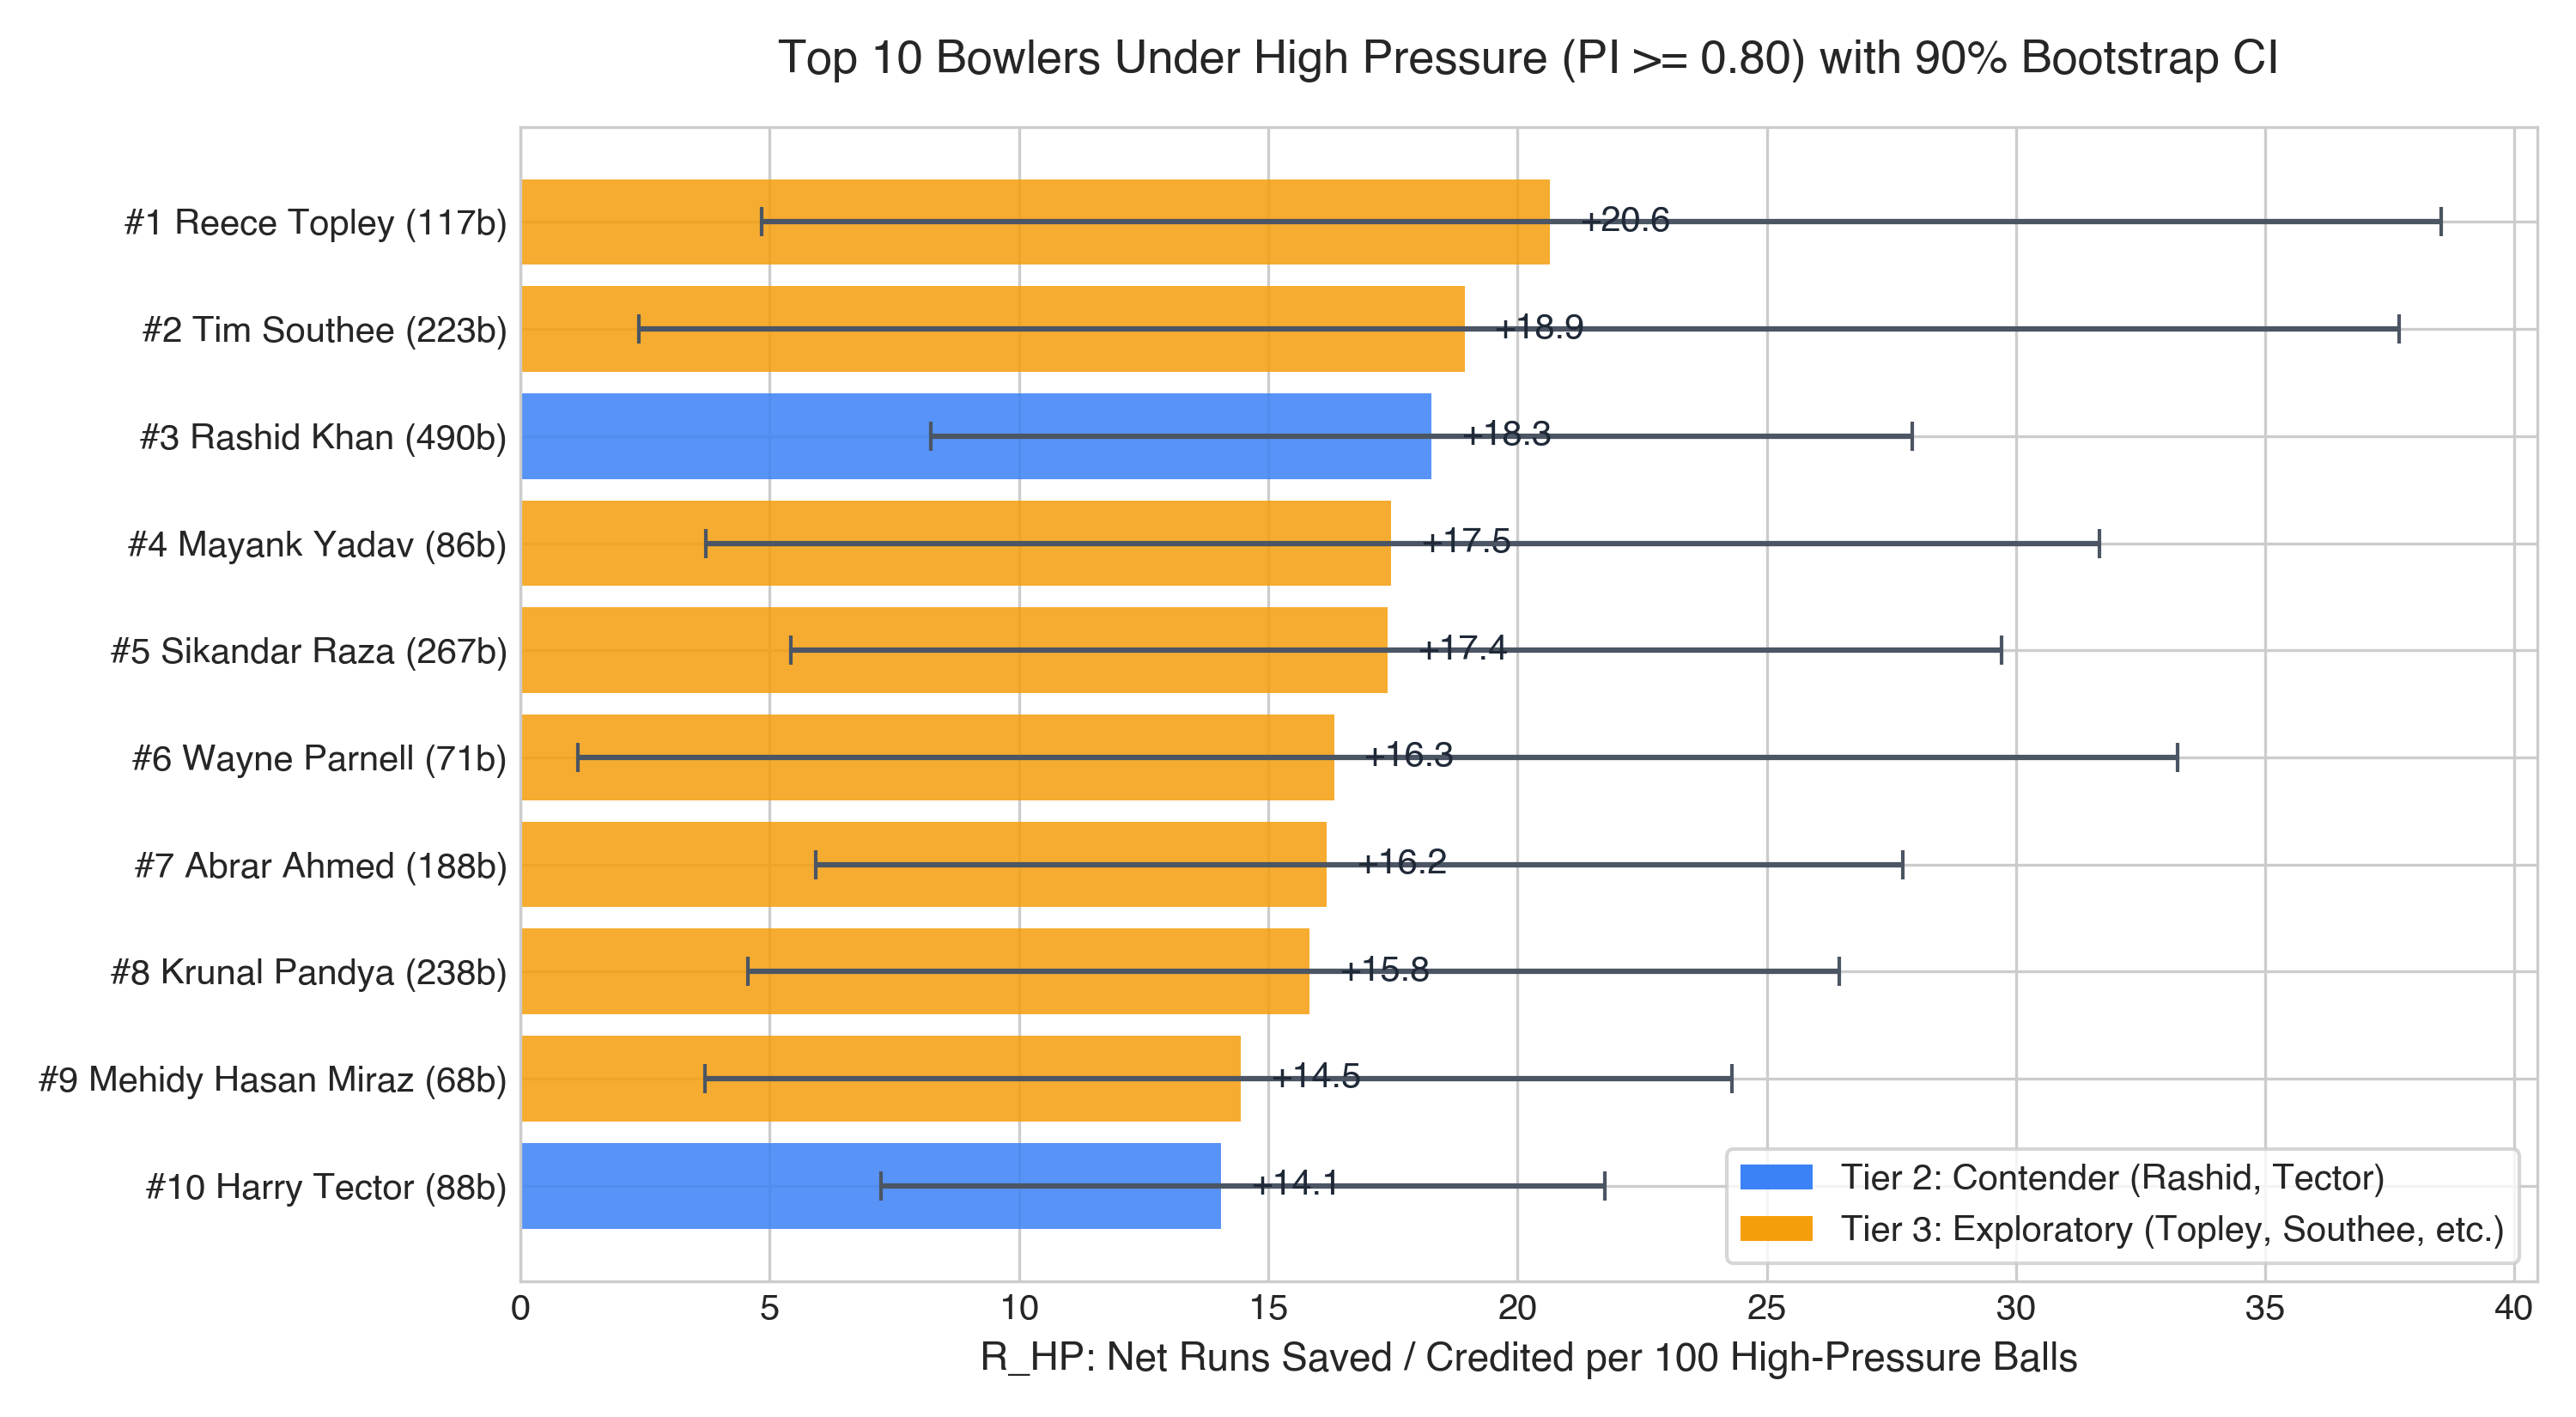 Top 10 Bowlers Under High Pressure (PI >= 0.80) with 90% Bootstrap CI
#1 Reece Topley (117b)
+20.6
#2 Tim Southee (223b)
+18.9
#3 Rashid Khan (490b)
+18.3
#4 Mayank Yadav (86b)
+17.5
#5 Sikandar Raza (267b)
+17.4
#6 Wayne Parnell (71b)
+16.3
#7 Abrar Ahmed (188b)
+16.2
#8 Krunal Pandya (238b)
+15.8
#9 Mehidy Hasan Miraz (68b)
+14.5
#10 Harry Tector (88b)
+14.1
Tier 2: Contender (Rashid, Tector)
Tier 3: Exploratory (Topley, Southee, etc.)
0 5 10 15 20 25 30 35 40
R_HP: Net Runs Saved / Credited per 100 High-Pressure Balls